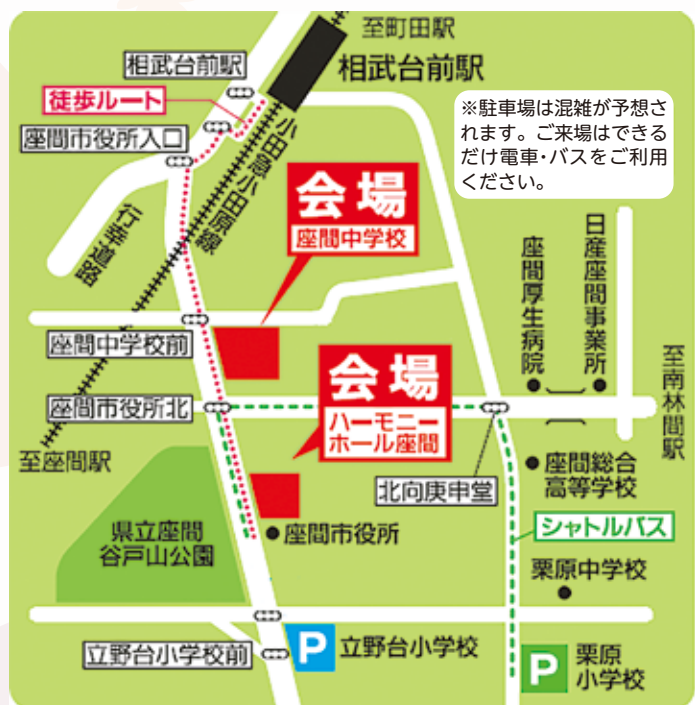 至町田駅
相武台前駅
相武台前駅
徒歩ルート
※駐車場は混雑が予想さ
れます。ご来場はできる
だけ電車・バスをご利用
ください。
座間市役所入口
小田急小田原線
行幸道路
会場
座間中学校
日産座間事業所
座間厚生病院
至南林間駅
座間中学校前
会場
ハーモニー
ホール座間
座間市役所北
至座間駅
北向庚申堂
座間総合
高等学校
県立座間
谷戸山公園
座間市役所
シャトルバス
栗原中学校
立野台小学校前
P
立野台小学校
P
栗原
小学校